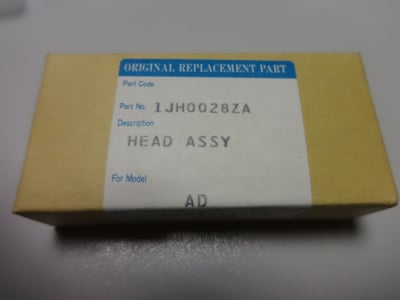 ORIGINAL REPLACEMENT PART
Part Code
Part No. 1JH0028ZA
Description
HEAD ASSY
For Model
AD